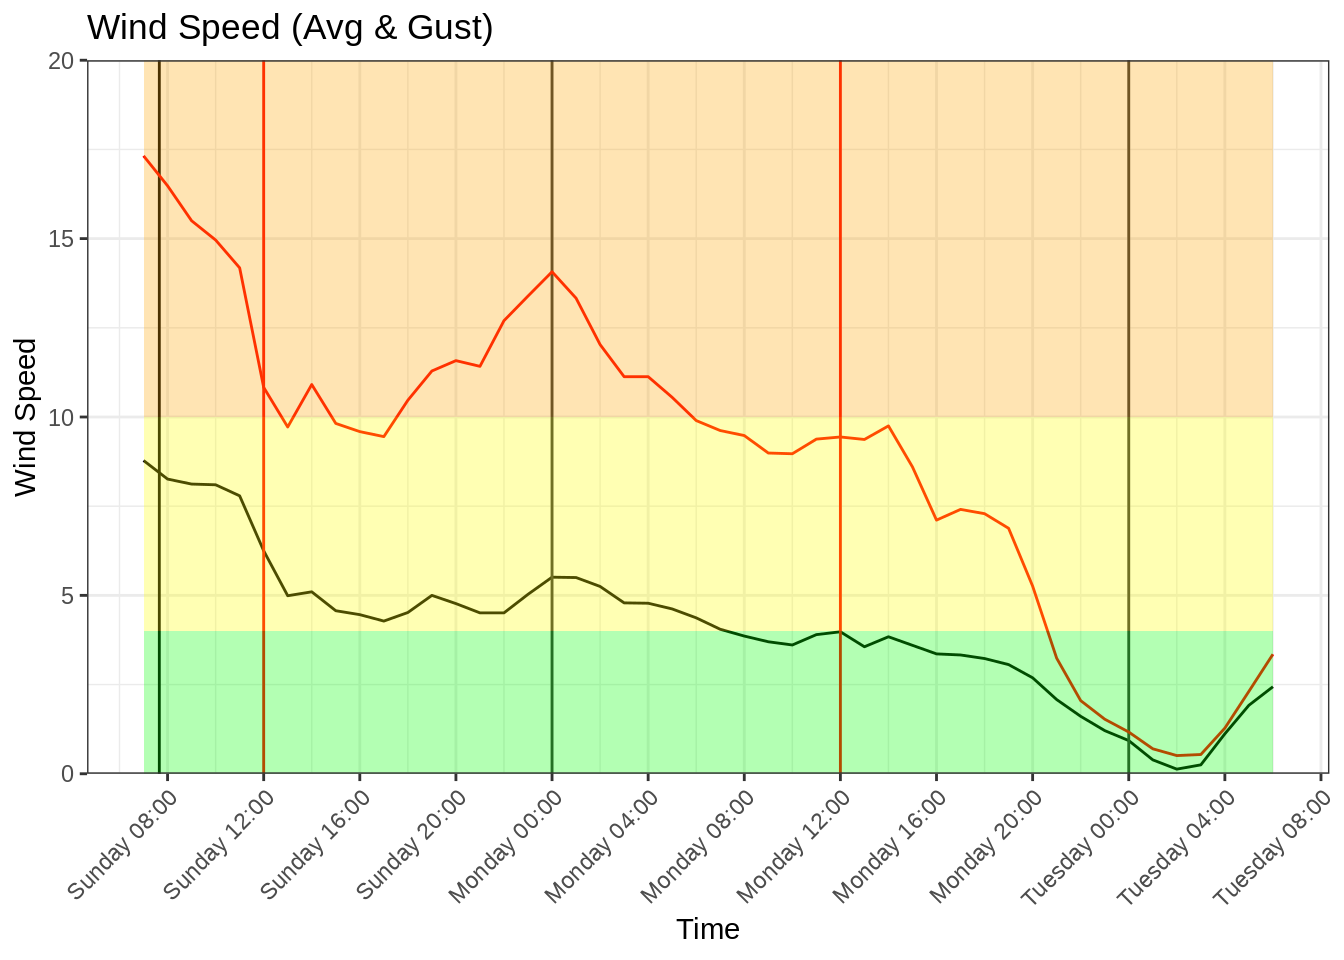 Wind Speed (Avg & Gust)
20
15
10
5
0
Wind Speed
Sunday 08:00
Sunday 12:00
Sunday 16:00
Sunday 20:00
Monday 00:00
Monday 04:00
Monday 08:00
Monday 12:00
Monday 16:00
Monday 20:00
Tuesday 00:00
Tuesday 04:00
Tuesday 08:00
Time